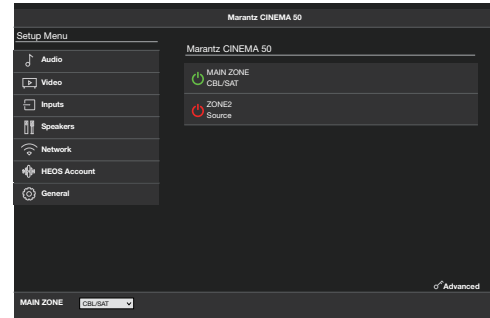 Marantz CINEMA 50
Setup Menu
Audio
Video
Inputs
Speakers
Network
HEOS Account
General
Marantz CINEMA 50
MAIN ZONE
CBL/SAT
ZONE2
Source
Advanced
MAIN ZONE CBL/SAT